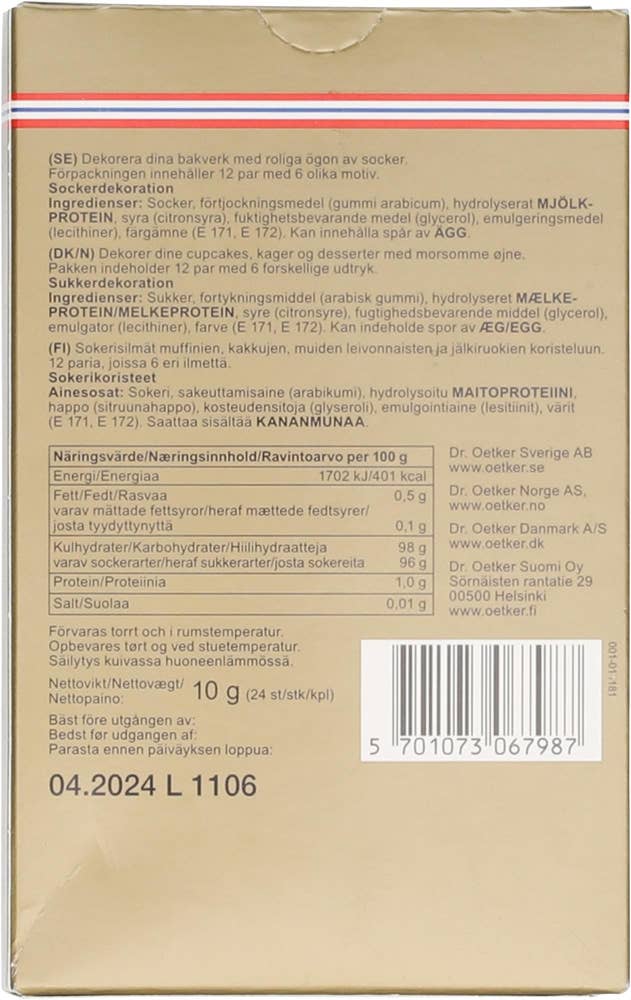 (SE) Dekorera dina bakverk med roliga ögon av socker.
Förpackningen innehåller 12 par med 6 olika motiv.
Sockerdekoration
Ingredienser: Socker, förtjockningsmedel (gummi arabicum), hydrolyserat MJÖLK-
PROTEIN, syra (citronsyra), fuktighetsbevarande medel (glycerol), emulgeringsmedel
(lecithiner), färgämne (E 171, E 172). Kan innehålla spår av ÄGG.
(DK/N) Dekorer dine cupcakes, kager og desserter med morsomme øjne.
Pakken indeholder 12 par med 6 forskellige udtryk.
Sukkerdekoration
Ingredienser: Sukker, fortykningsmiddel (arabisk gummi), hydrolyseret MÆLKE-
PROTEIN/MELKEPROTEIN, syre (citronsyre), fugtighedsbevarende middel (glycerol),
emulgator (lecithiner), farve (E 171, E 172). Kan indeholde spor av ÆG/EGG.
(FI) Sokerisilmät muffinien, kakkujen, muiden leivonnaisten ja jälkiruokien koristeluun.
12 paria, joissa 6 eri ilmettä.
Sokerikoristeet
Ainesosat: Sokeri, sakeuttamisaine (arabikumi), hydrolysoitu MAITOPROTEIINI,
happo (sitruunahappo), kosteudensitoja (glyseroli), emulgointiaine (lesitiinit), värit
(E 171, E 172). Saattaa sisältää KANANMUNAA.
Näringsvärde/Næringsinnhold/Ravintoarvo per 100 g
Energi/Energiaa 1702 kJ/401 kcal
Fett/Fedt/Rasvaa 0,5 g
varav mättade fettsyror/heraf mættede fedtsyrer/
josta tyydyttynyttä 0,1 g
Kulhydrater/Karbohydrater/Hiilihydraatteja 98 g
varav sockerarter/heraf sukkerarter/josta sokereita 96 g
Protein/Proteiinia 1,0 g
Salt/Suolaa 0,01 g
Dr. Oetker Sverige AB
www.oetker.se
Dr. Oetker Norge AS,
www.oetker.no
Dr. Oetker Danmark A/S
www.oetker.dk
Dr. Oetker Suomi Oy
Sörnäisten rantatie 29
00500 Helsinki
www.oetker.fi
Förvaras torrt och i rumstemperatur.
Opbevares tørt og ved stuetemperatur.
Säilytys kuivassa huoneenlämmössä.
Nettovikt/Nettovægt/
Nettopaino: 10 g (24 st/stk/kpl)
Bäst före utgången av:
Bedst før udgangen af:
Parasta ennen päiväyksen loppua:
04.2024 L 1106
5 701073 067987
001-01-181